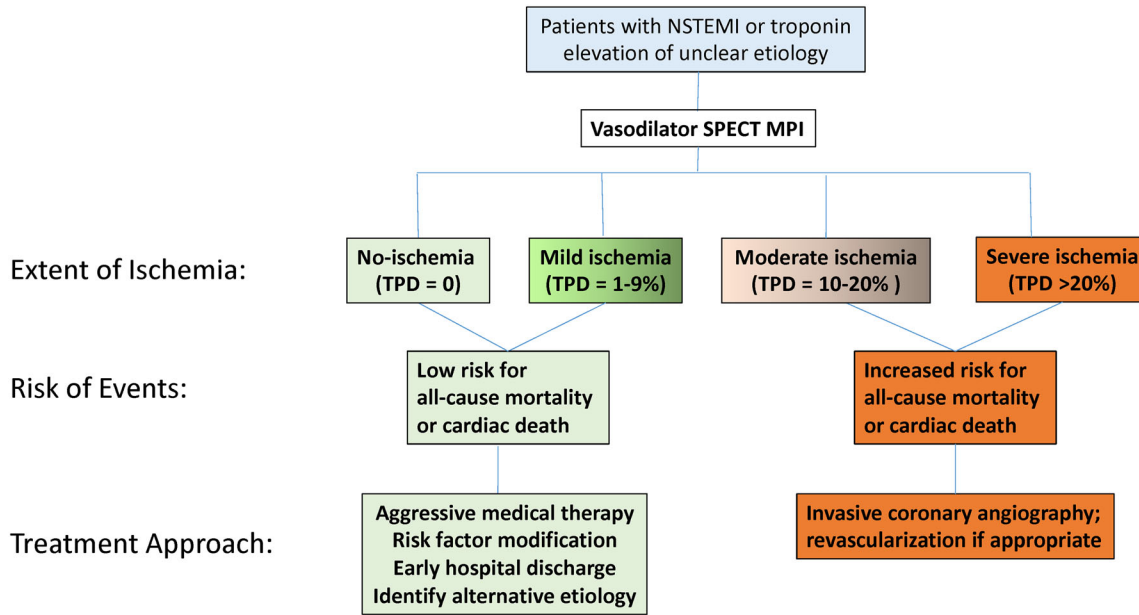 Patients with NSTEMI or troponin
elevation of unclear etiology
Vasodilator SPECT MPI
Extent of Ischemia:
No-ischemia
(TPD = 0)
Mild ischemia
(TPD = 1-9%)
Moderate ischemia
(TPD = 10-20% )
Severe ischemia
(TPD >20%)
Risk of Events:
Low risk for
all-cause mortality
or cardiac death
Increased risk for
all-cause mortality
or cardiac death
Treatment Approach:
Aggressive medical therapy
Risk factor modification
Early hospital discharge
Identify alternative etiology
Invasive coronary angiography;
revascularization if appropriate